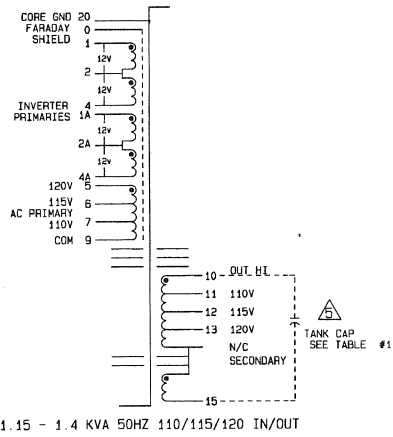 CORE GND 20
FARADAY 0
SHIELD
1
12V
2
12V
INVERTER 4
PRIMARIES 1A
12V
2A
12V
4A
120V 5
115V 6
AC PRIMARY
110V 7
COM 9
10 OUT HI
11 110V
12 115V
13 120V
N/C
SECONDARY
15
5
TANK CAP
SEE TABLE #1
1.15 - 1.4 KVA 50HZ 110/115/120 IN/OUT